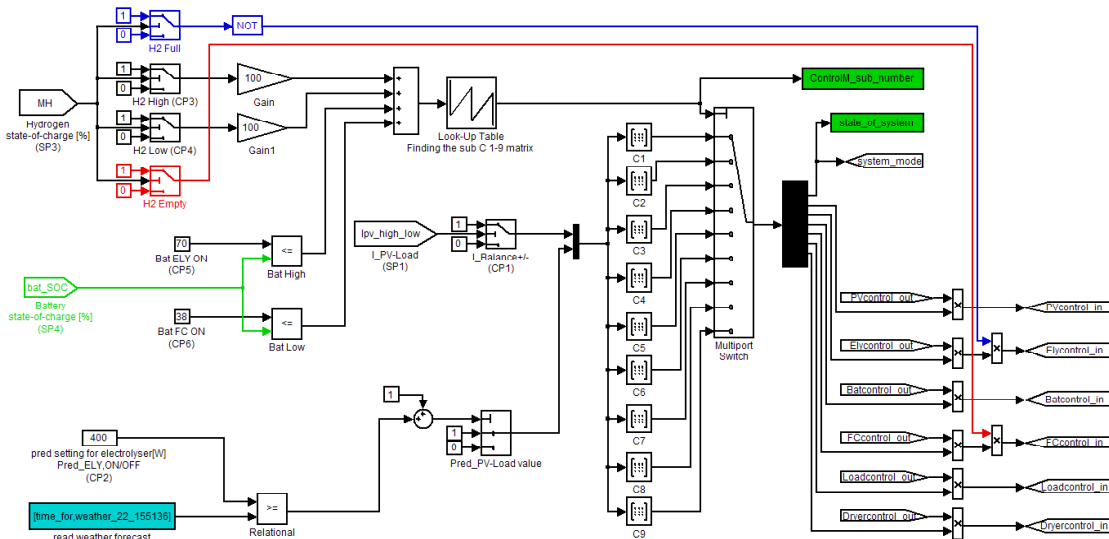 1
0
H2 Full
NOT
MH
Hydrogen
state-of-charge [%]
(SP3)
1
0
H2 High (CP3)
100
Gain
1
0
H2 Low (CP4)
100
Gain1
1
0
H2 Empty
+
+
+
+
Look-Up Table
Finding the sub C 1-9 matrix
ControlM_sub_number
state_of_system
system_mode
70
Bat ELY ON
(CP5)
<=
Bat High
bat_SOC
Battery
state-of-charge [%]
(SP4)
38
Bat FC ON
(CP6)
<=
Bat Low
Ipv_high_low
I_PV-Load
(SP1)
1
0
I_Balance+/-
(CP1)
C1
C2
C3
C4
C5
C6
C7
C8
C9
Multiport
Switch
1
400
pred setting for electrolyser[W]
Pred_ELY,ON/OFF
(CP2)
[time_for,weather_22_155136]
read weather forecast
>=
Relational
1
0
Pred_PV-Load value
PVcontrol_out
×
PVcontrol_in
Elycontrol_out
×
×
Elycontrol_in
Batcontrol_out
×
Batcontrol_in
FCcontrol_out
×
×
FCcontrol_in
Loadcontrol_out
×
Loadcontrol_in
Dryercontrol_out
×
Dryercontrol_in